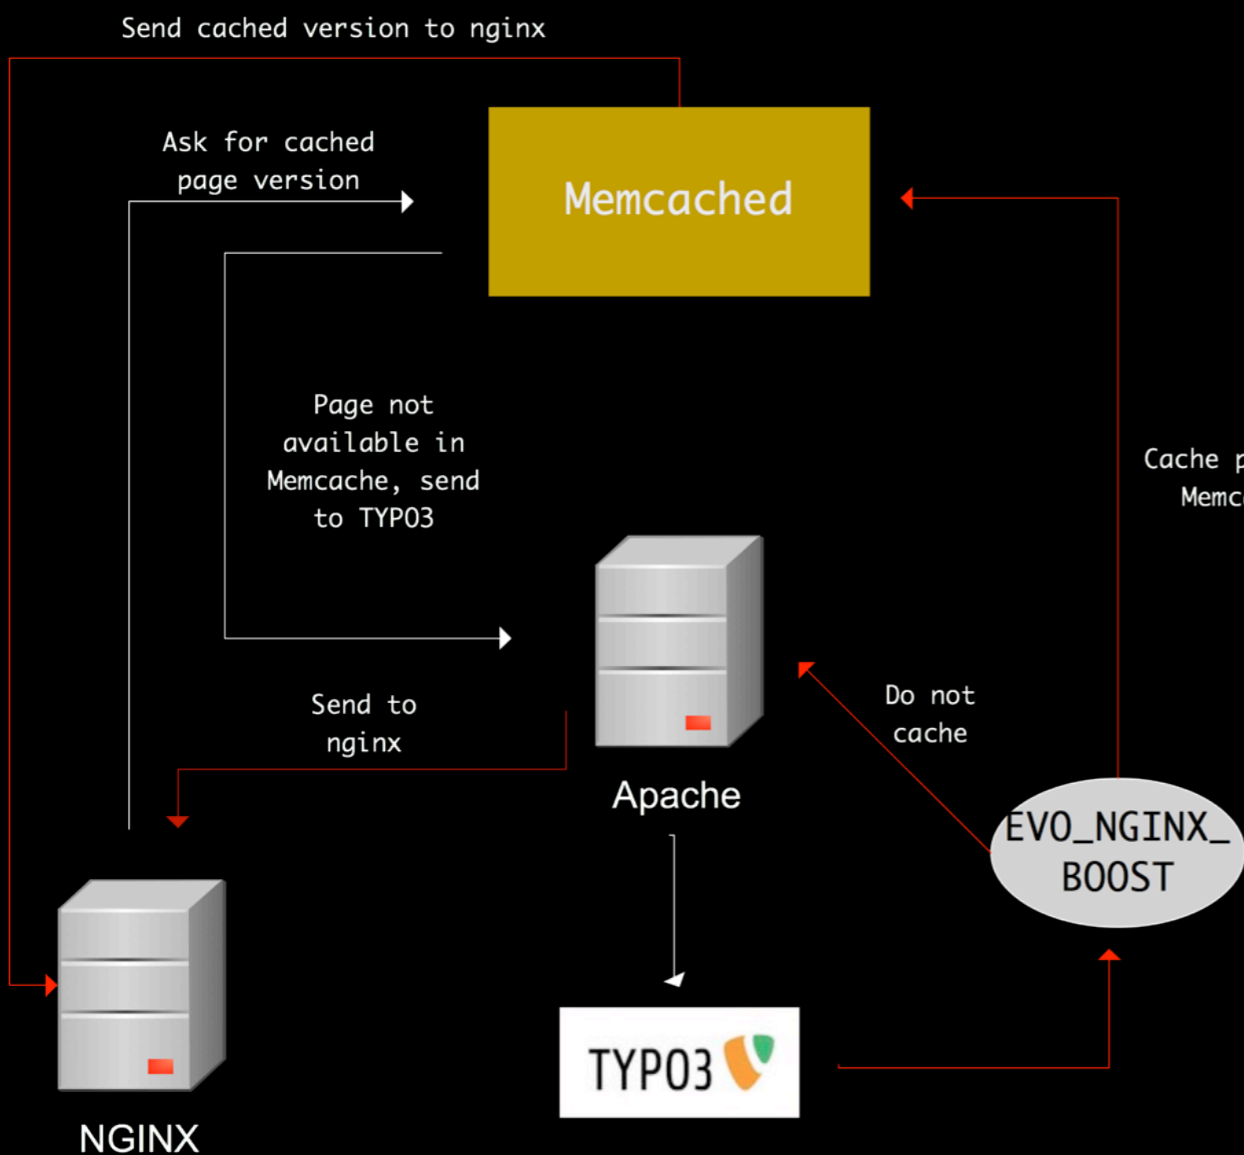 Send cached version to nginx
Ask for cached
page version
Memcached
Page not
available in
Memcache, send
to TYPO3
Cache
Send to
nginx
Do not
cache
Apache
EVO_NGINX_
BOOST
TYPO3
NGINX